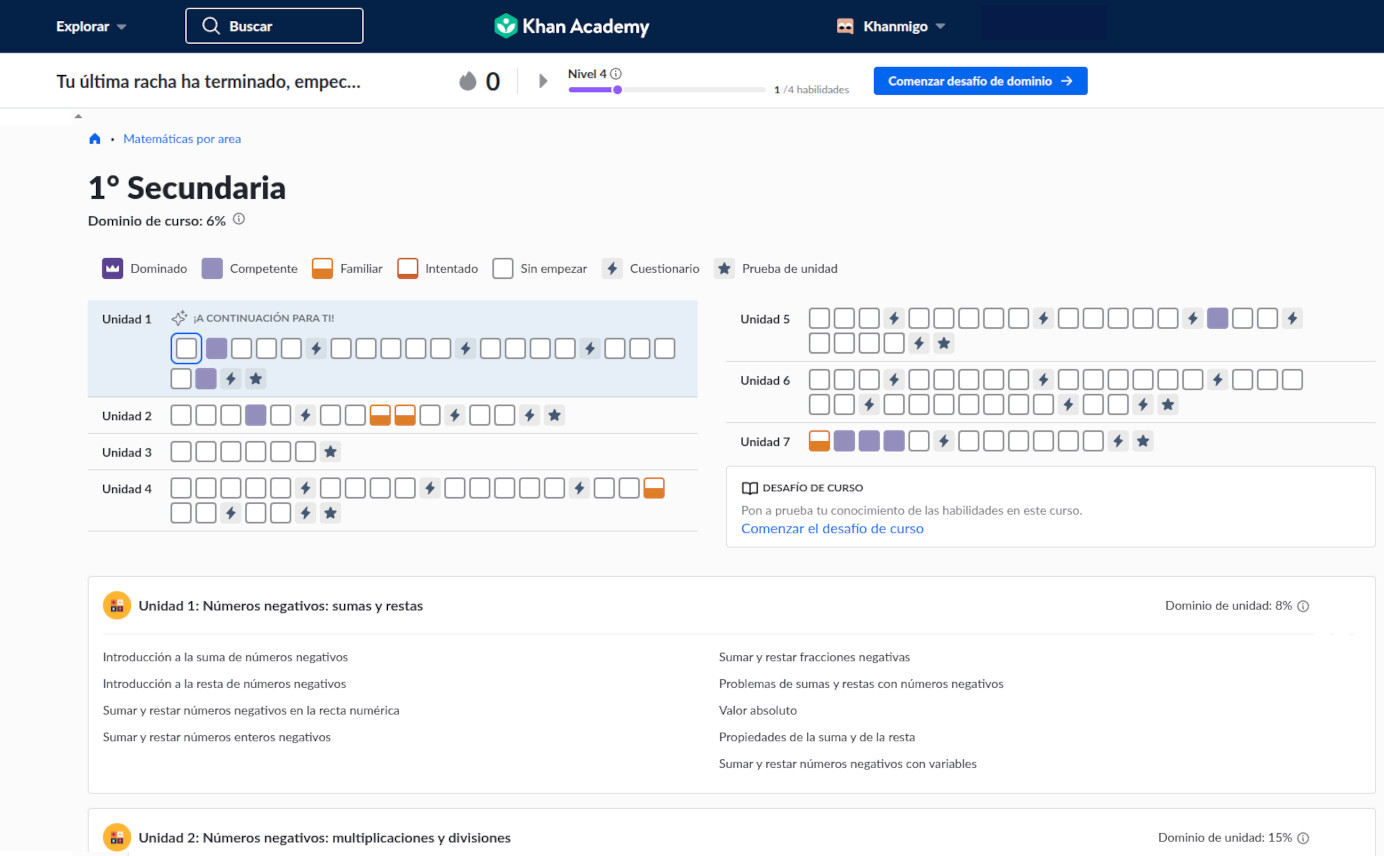 Explorar
Buscar
Khan Academy
Khanmigo
Tu última racha ha terminado, empec...
0
Nivel 4
1 /4 habilidades
Comenzar desafío de dominio →
Matemáticas por area
1° Secundaria
Dominio de curso: 6%
Dominado
Competente
Familiar
Intentado
Sin empezar
Cuestionario
Prueba de unidad
Unidad 1
¡A CONTINUACIÓN PARA TI!
Unidad 2
Unidad 3
Unidad 4
Unidad 5
Unidad 6
Unidad 7
DESAFÍO DE CURSO
Pon a prueba tu conocimiento de las habilidades en este curso.
Comenzar el desafío de curso
Unidad 1: Números negativos: sumas y restas
Dominio de unidad: 8%
Introducción a la suma de números negativos
Introducción a la resta de números negativos
Sumar y restar números negativos en la recta numérica
Sumar y restar números enteros negativos
Sumar y restar fracciones negativas
Problemas de sumas y restas con números negativos
Valor absoluto
Propiedades de la suma y de la resta
Sumar y restar números negativos con variables
Unidad 2: Números negativos: multiplicaciones y divisiones
Dominio de unidad: 15%